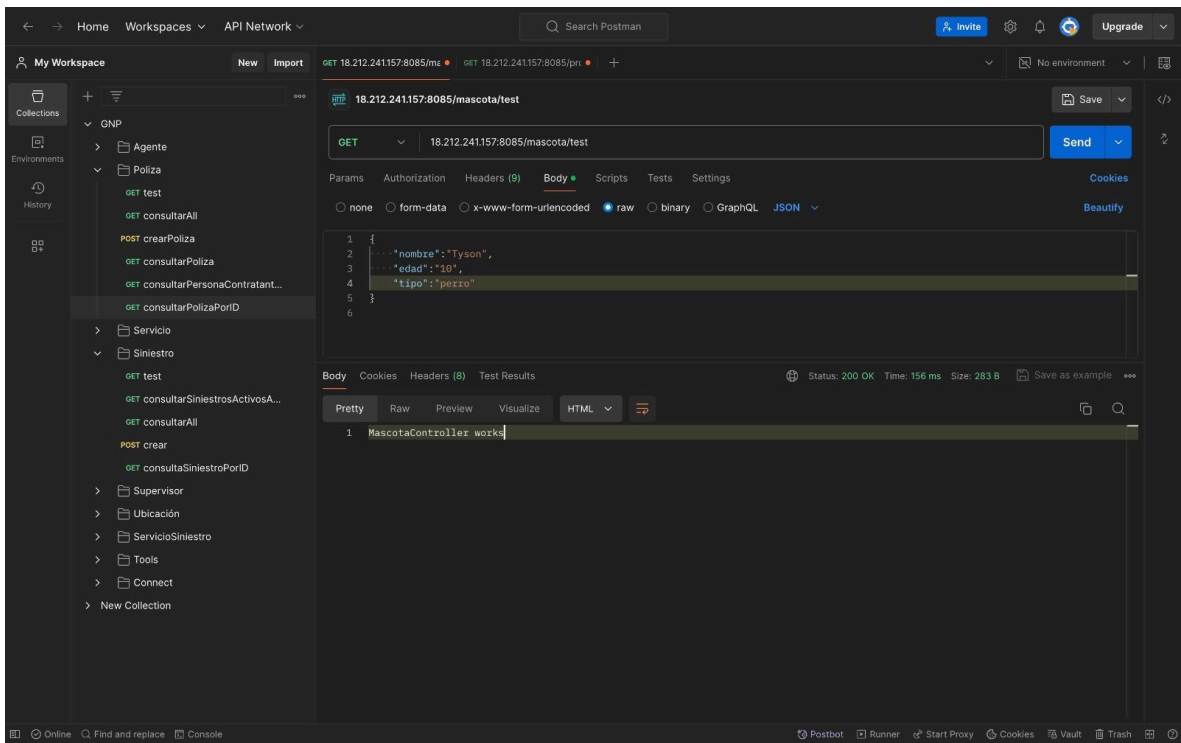 Home Workspaces API Network Search Postman Invite Upgrade
My Workspace New Import GET 18.212.241.157:8085/ma GET 18.212.241.157:8085/prc No environment
Collections
Environments
History
GNP
Agente
Poliza
GET test
GET consultarAll
POST crearPoliza
GET consultarPoliza
GET consultarPersonaContratant...
GET consultarPolizaPorID
Servicio
Siniestro
GET test
GET consultarSiniestrosActivosA...
GET consultarAll
POST crear
GET consultaSiniestroPorID
Supervisor
Ubicación
ServicioSiniestro
Tools
Connect
New Collection
HTTP 18.212.241.157:8085/mascota/test Save
GET 18.212.241.157:8085/mascota/test Send
Params Authorization Headers (9) Body Scripts Tests Settings Cookies
none form-data x-www-form-urlencoded raw binary GraphQL JSON Beautify
1 {
2 "nombre":"Tyson",
3 "edad":"10",
4 "tipo":"perro"
5 }
6
Body Cookies Headers (8) Test Results Status: 200 OK Time: 156 ms Size: 283 B Save as example
Pretty Raw Preview Visualize HTML
1 MascotaController works
Online Find and replace Console Postbot Runner Start Proxy Cookies Vault Trash